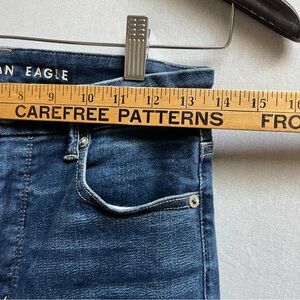 AN EAGLE
8 9 10 11 12 13 14 15 16
CAREFREE PATTERNS FRO